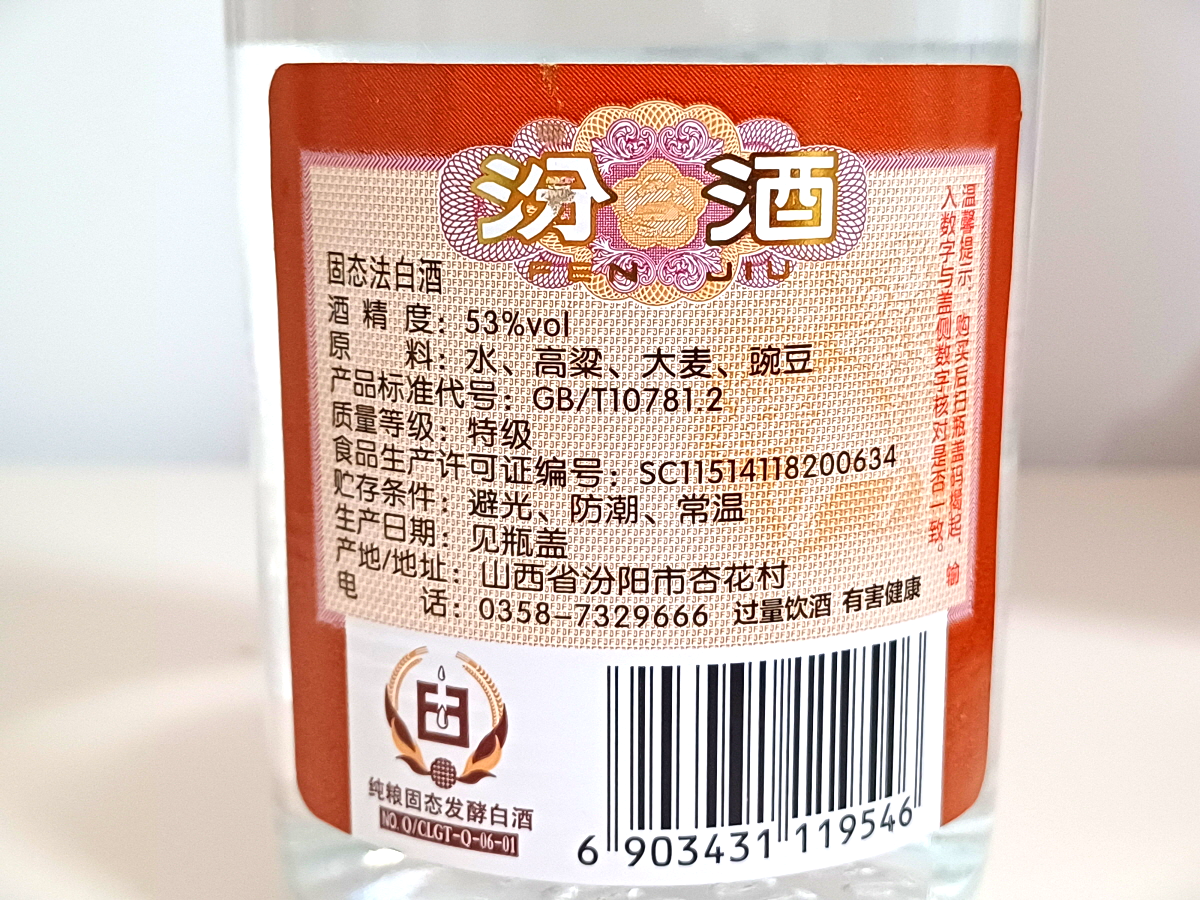 汾酒
FEN JIU
固态法白酒
酒精度：53%vol
原料：水、高粱、大麦、豌豆
产品标准代号：GB/T10781.2
质量等级：特级
食品生产许可证编号：SC11514118200634
贮存条件：避光、防潮、常温
生产日期：见瓶盖
产地/地址：山西省汾阳市杏花村
电话：0358-7329666 过量饮酒 有害健康
温馨提示：购买后扫瓶盖码揭起，输
入数字与盖侧数字核对是否一致。
纯粮固态发酵白酒
NO.Q/CLGT-Q-06-01
6 903431 119546